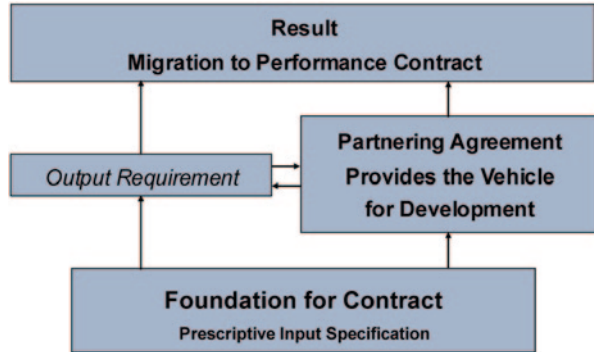 Result
Migration to Performance Contract
Output Requirement
Partnering Agreement
Provides the Vehicle
for Development
Foundation for Contract
Prescriptive Input Specification